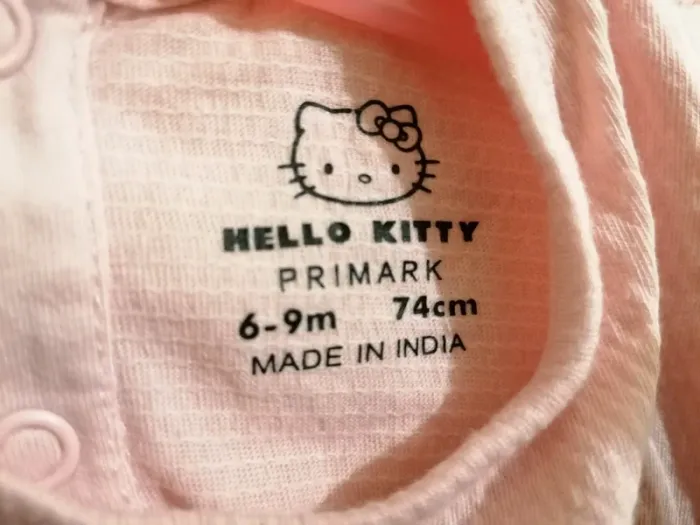 HELLO KITTY
PRIMARK
6-9m 74cm
MADE IN INDIA